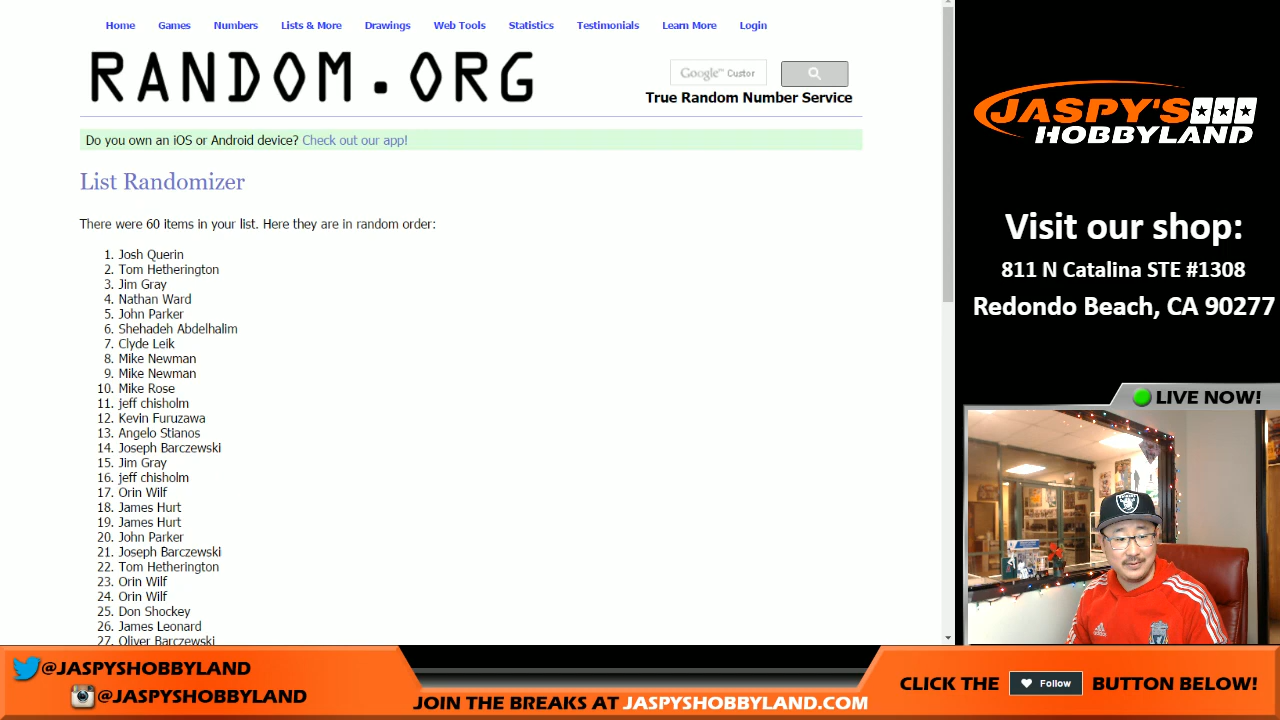 Home Games Numbers Lists & More Drawings Web Tools Statistics Testimonials Learn More Login
RANDOM.ORG
Google™ Custor
True Random Number Service
Do you own an iOS or Android device? Check out our app!
List Randomizer
There were 60 items in your list. Here they are in random order:
1. Josh Querin
2. Tom Hetherington
3. Jim Gray
4. Nathan Ward
5. John Parker
6. Shehadeh Abdelhalim
7. Clyde Leik
8. Mike Newman
9. Mike Newman
10. Mike Rose
11. jeff chisholm
12. Kevin Furuzawa
13. Angelo Stianos
14. Joseph Barczewski
15. Jim Gray
16. jeff chisholm
17. Orin Wilf
18. James Hurt
19. James Hurt
20. John Parker
21. Joseph Barczewski
22. Tom Hetherington
23. Orin Wilf
24. Orin Wilf
25. Don Shockey
26. James Leonard
27. Oliver Barczewski
JASPY'S
HOBBYLAND
Visit our shop:
811 N Catalina STE #1308
Redondo Beach, CA 90277
LIVE NOW!
@JASPYSHOBBYLAND
@JASPYSHOBBYLAND
JOIN THE BREAKS AT JASPYSHOBBYLAND.COM
CLICK THE Follow BUTTON BELOW!